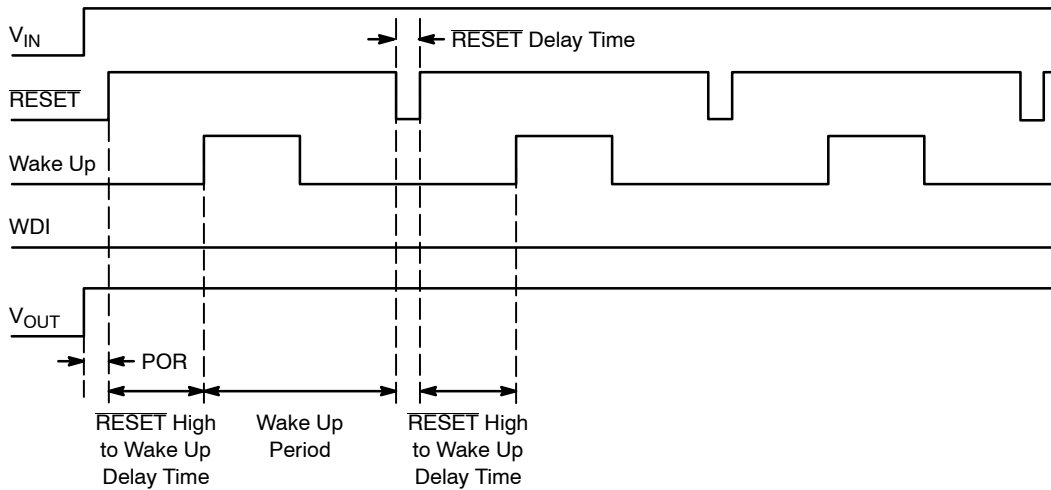 V_IN
RESET Delay Time
RESET
Wake Up
WDI
V_OUT
POR
RESET High
to Wake Up
Delay Time
Wake Up
Period
RESET High
to Wake Up
Delay Time